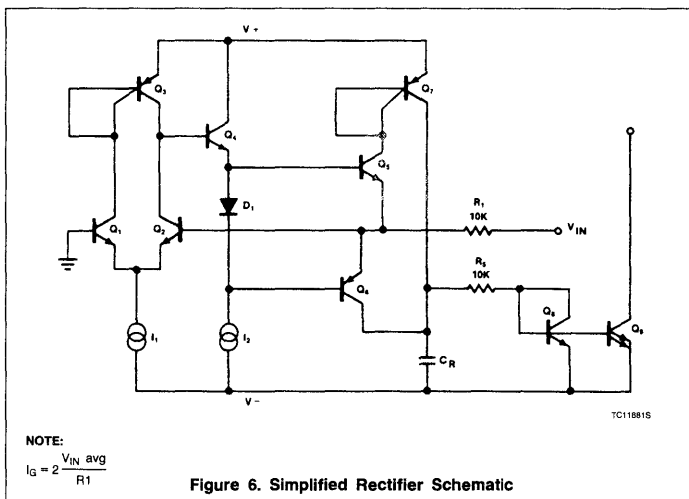 V +
Q3
Q7
Q4
Q5
D1
R1
10K
VIN
Q1
Q2
Q6
R5
10K
Q8
Q9
I1
I2
CR
V−
TC11881S
NOTE:
IG = 2 VIN avg
R1
Figure 6. Simplified Rectifier Schematic